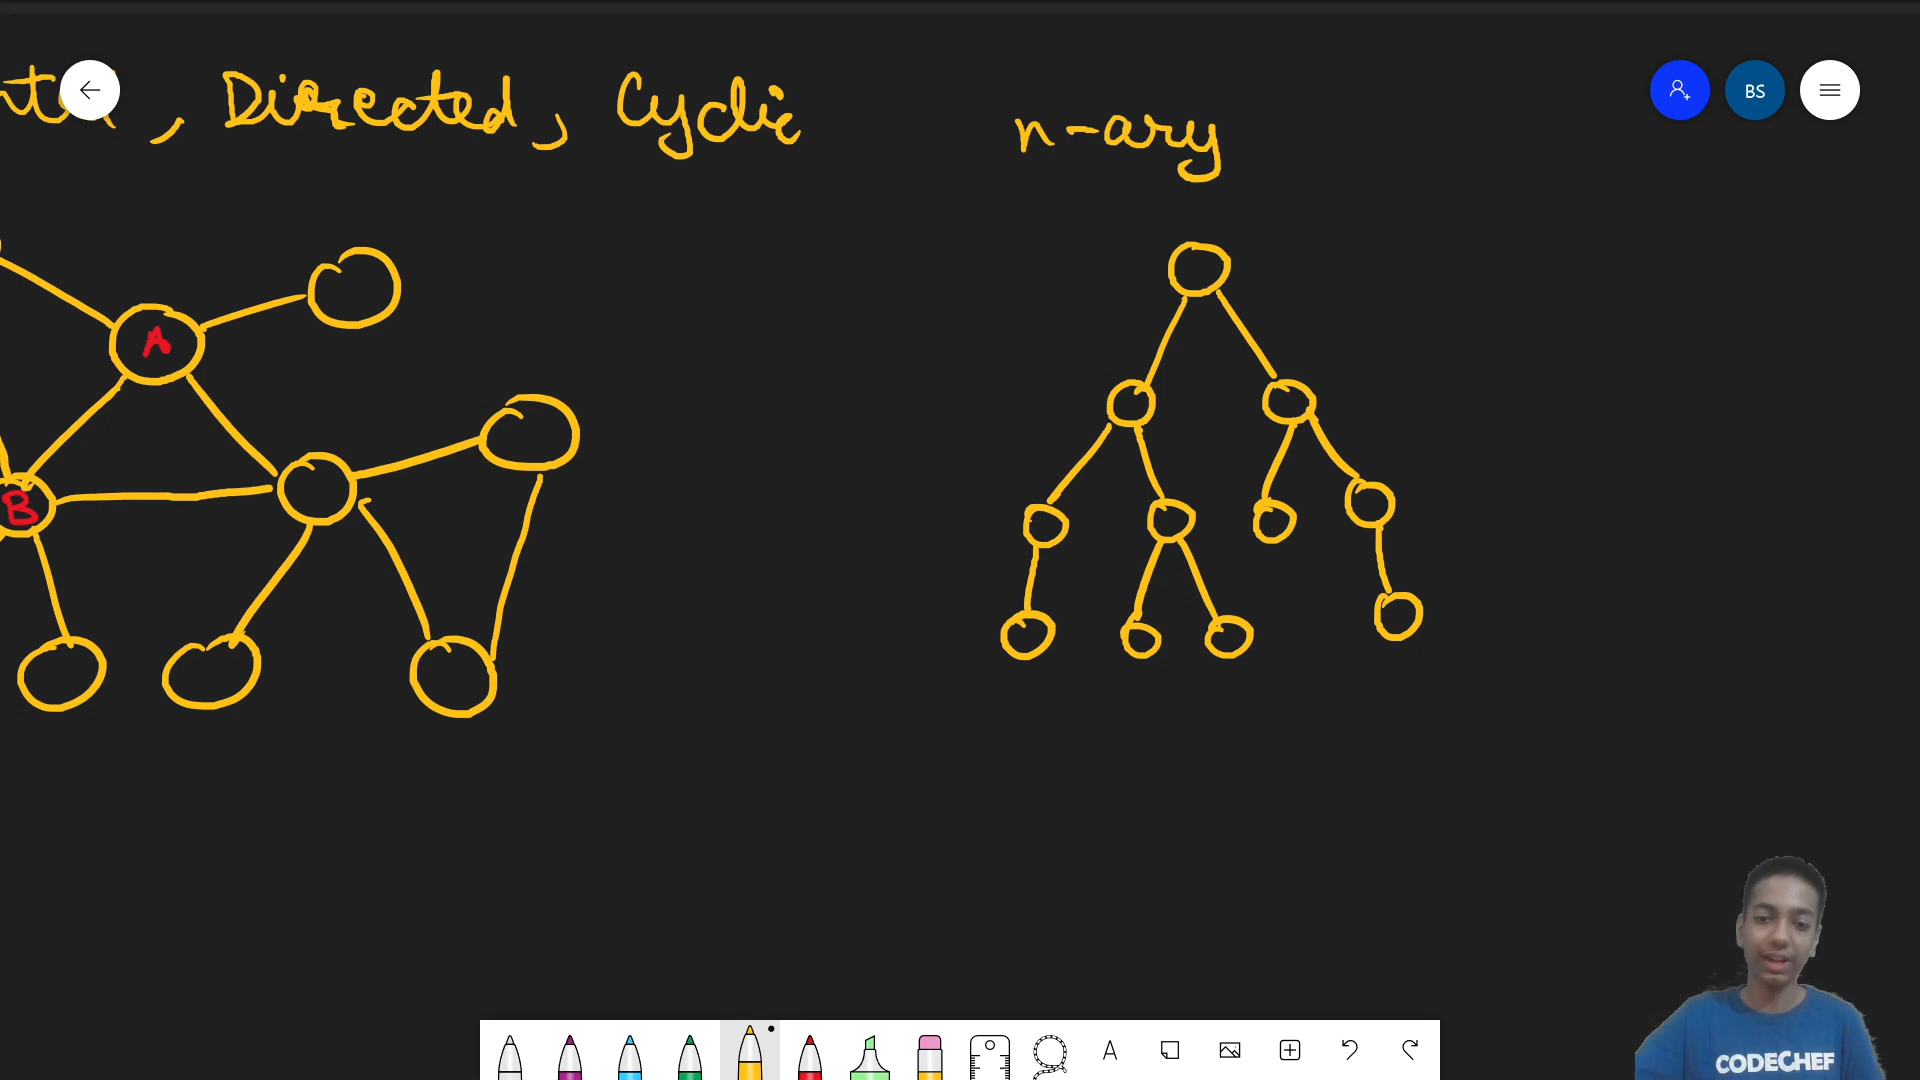 , Directed, Cyclic
n-ary
BS
A
B
A
CODECHEF